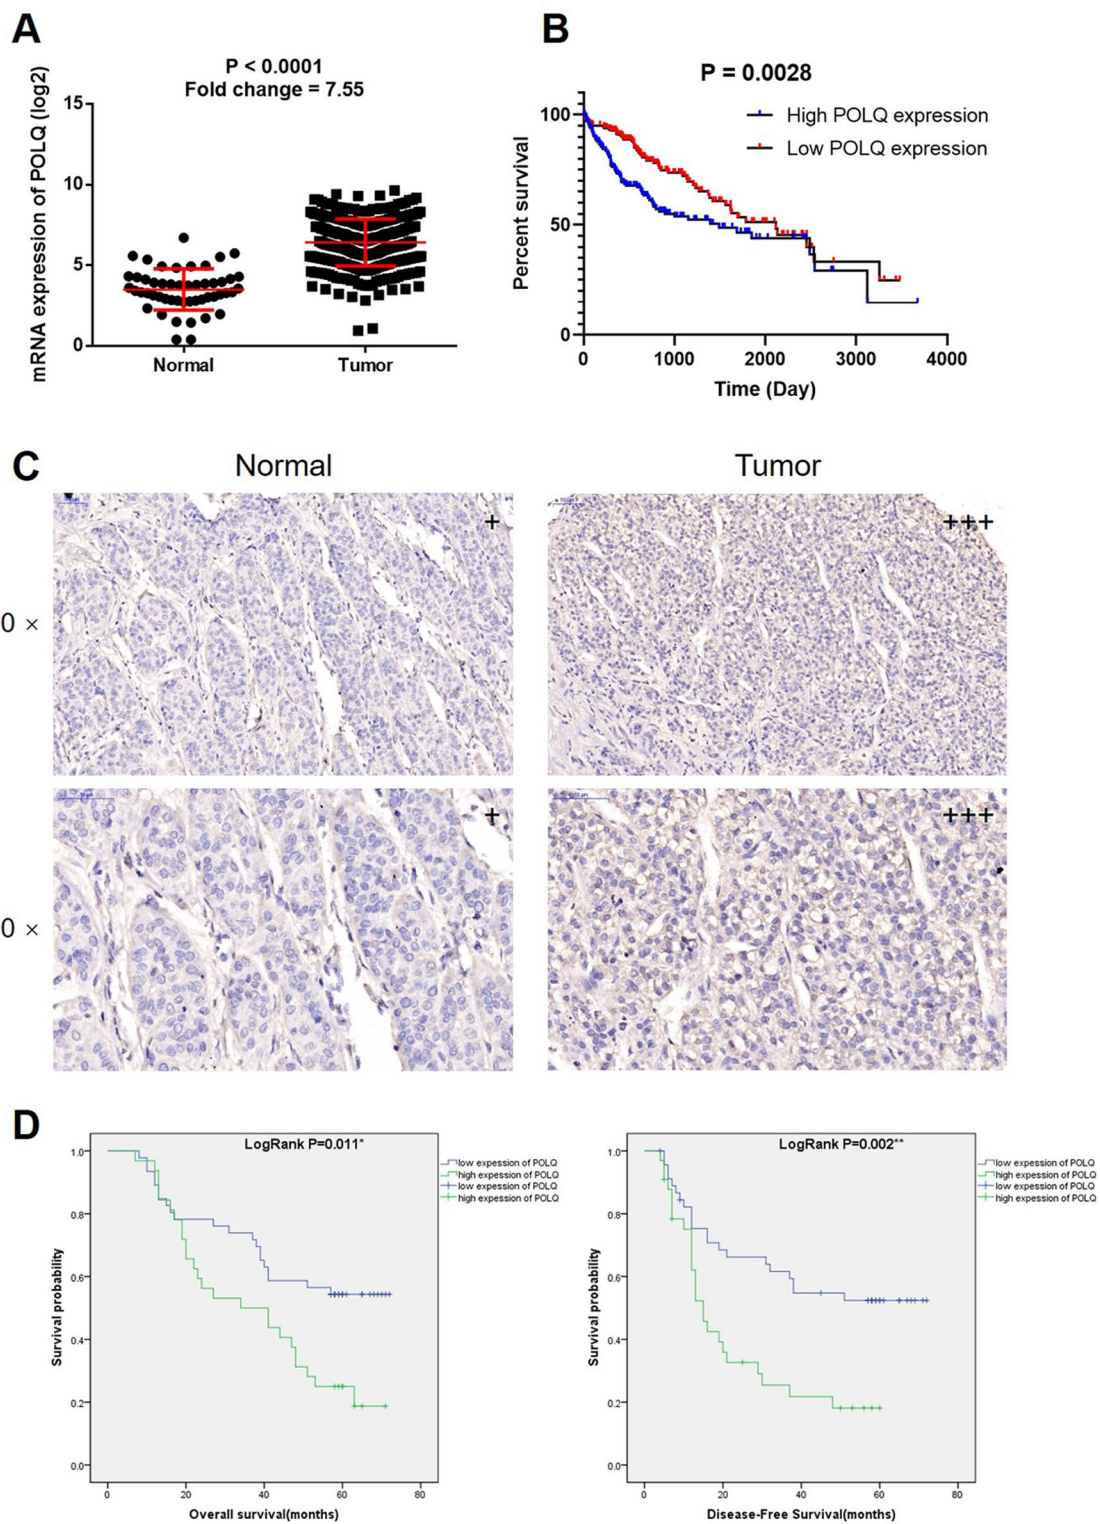 A
P < 0.0001
Fold change = 7.55
mRNA expression of POLQ (log2)
15
10
5
0
Normal
Tumor
B
P = 0.0028
High POLQ expression
Low POLQ expression
Percent survival
100
50
0
0
1000
2000
3000
4000
Time (Day)
C
Normal
Tumor
+
+++
0 ×
+
+++
0 ×
D
LogRank P=0.011*
low expession of POLQ
high expession of POLQ
low expession of POLQ
high expession of POLQ
Survival probability
1.0
0.8
0.6
0.4
0.2
0.0
0
20
40
60
80
Overall survival(months)
LogRank P=0.002**
low expession of POLQ
high expession of POLQ
low expession of POLQ
high expession of POLQ
Survival probability
1.0
0.8
0.6
0.4
0.2
0.0
0
20
40
60
80
Disease-Free Survival(months)